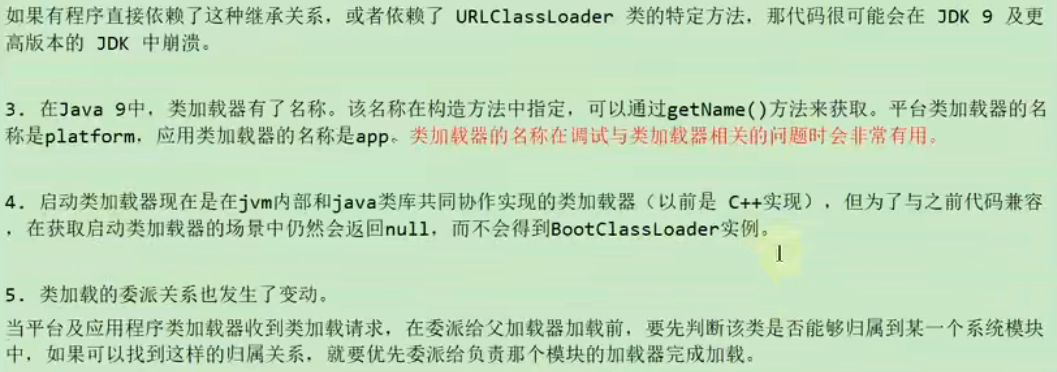 如果有程序直接依赖了这种继承关系，或者依赖了 URLClassLoader 类的特定方法，那代码很可能会在 JDK 9 及更
高版本的 JDK 中崩溃。
3. 在Java 9中，类加载器有了名称。该名称在构造方法中指定，可以通过getName()方法来获取。平台类加载器的名
称是platform，应用类加载器的名称是app。类加载器的名称在调试与类加载器相关的问题时会非常有用。
4. 启动类加载器现在是在jvm内部和java类库共同协作实现的类加载器（以前是 C++实现），但为了与之前代码兼容
，在获取启动类加载器的场景中仍然会返回null，而不会得到BootClassLoader实例。
5. 类加载的委派关系也发生了变动。
当平台及应用程序类加载器收到类加载请求，在委派给父加载器加载前，要先判断该类是否能够归属到某一个系统模块
中，如果可以找到这样的归属关系，就要优先委派给负责那个模块的加载器完成加载。